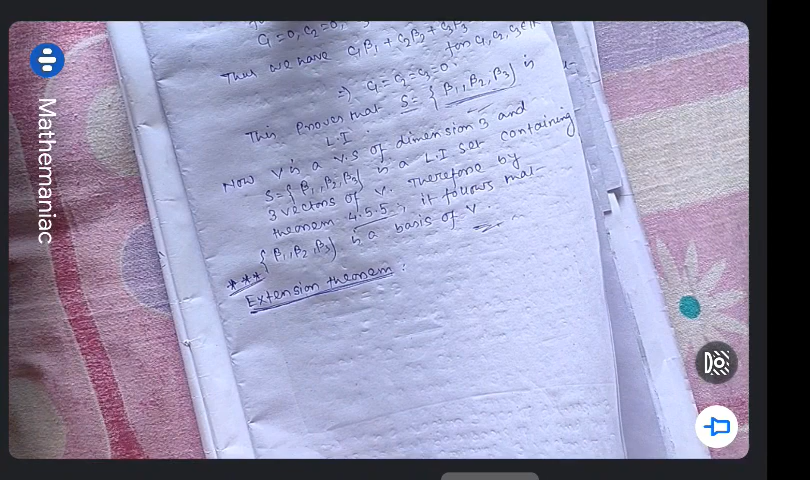 C₁=0, C₂=0,
Thus we have C₁β₁ + C₂β₂ + C₃β₃
for C₁, C₂, C₃ ∈
=) C₁=C₂=C₃=0.
This Proves that S={β₁, β₂, β₃} is
L.I.
Now V is a V.S of dimension 3 and
S={β₁, β₂, β₃} is a L.I set containing
3 vectors of V. Therefore by
theorem 4.5.5, it follows that
{β₁, β₂, β₃} is a basis of V.
***
Extension theorem:
Mathemaniac